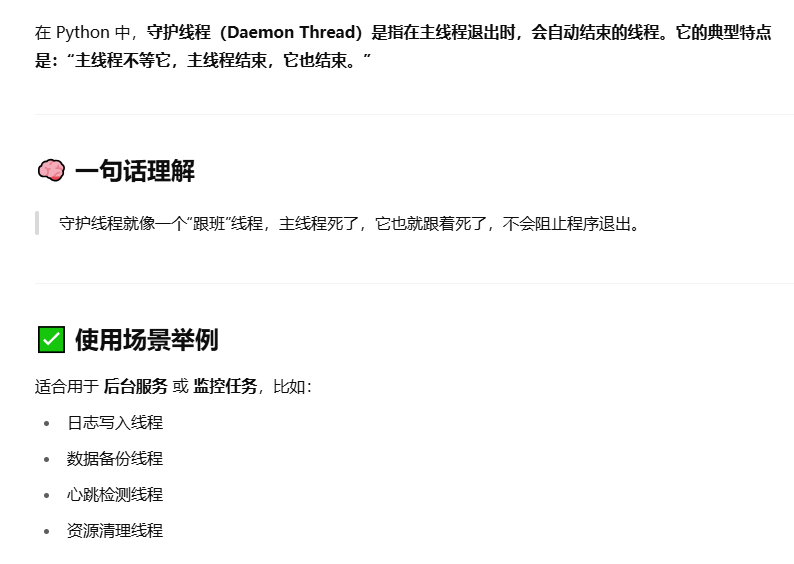 在 Python 中，守护线程（Daemon Thread）是指在主线程退出时，会自动结束的线程。它的典型特点
是：“主线程不等它，主线程结束，它也结束。”
🧠 一句话理解
守护线程就像一个“跟班”线程，主线程死了，它也就跟着死了，不会阻止程序退出。
✅ 使用场景举例
适合用于 后台服务 或 监控任务，比如：
• 日志写入线程
• 数据备份线程
• 心跳检测线程
• 资源清理线程